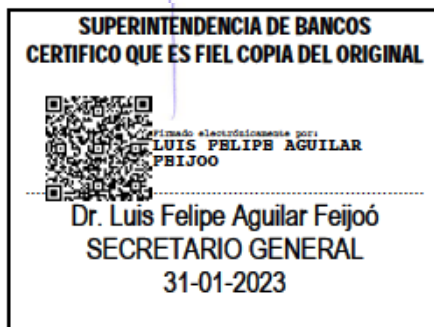 SUPERINTENDENCIA DE BANCOS
CERTIFICO QUE ES FIEL COPIA DEL ORIGINAL
Firmado electrónicamente por:
LUIS FELIPE AGUILAR
FEIJOO
Dr. Luis Felipe Aguilar Feijoó
SECRETARIO GENERAL
31-01-2023